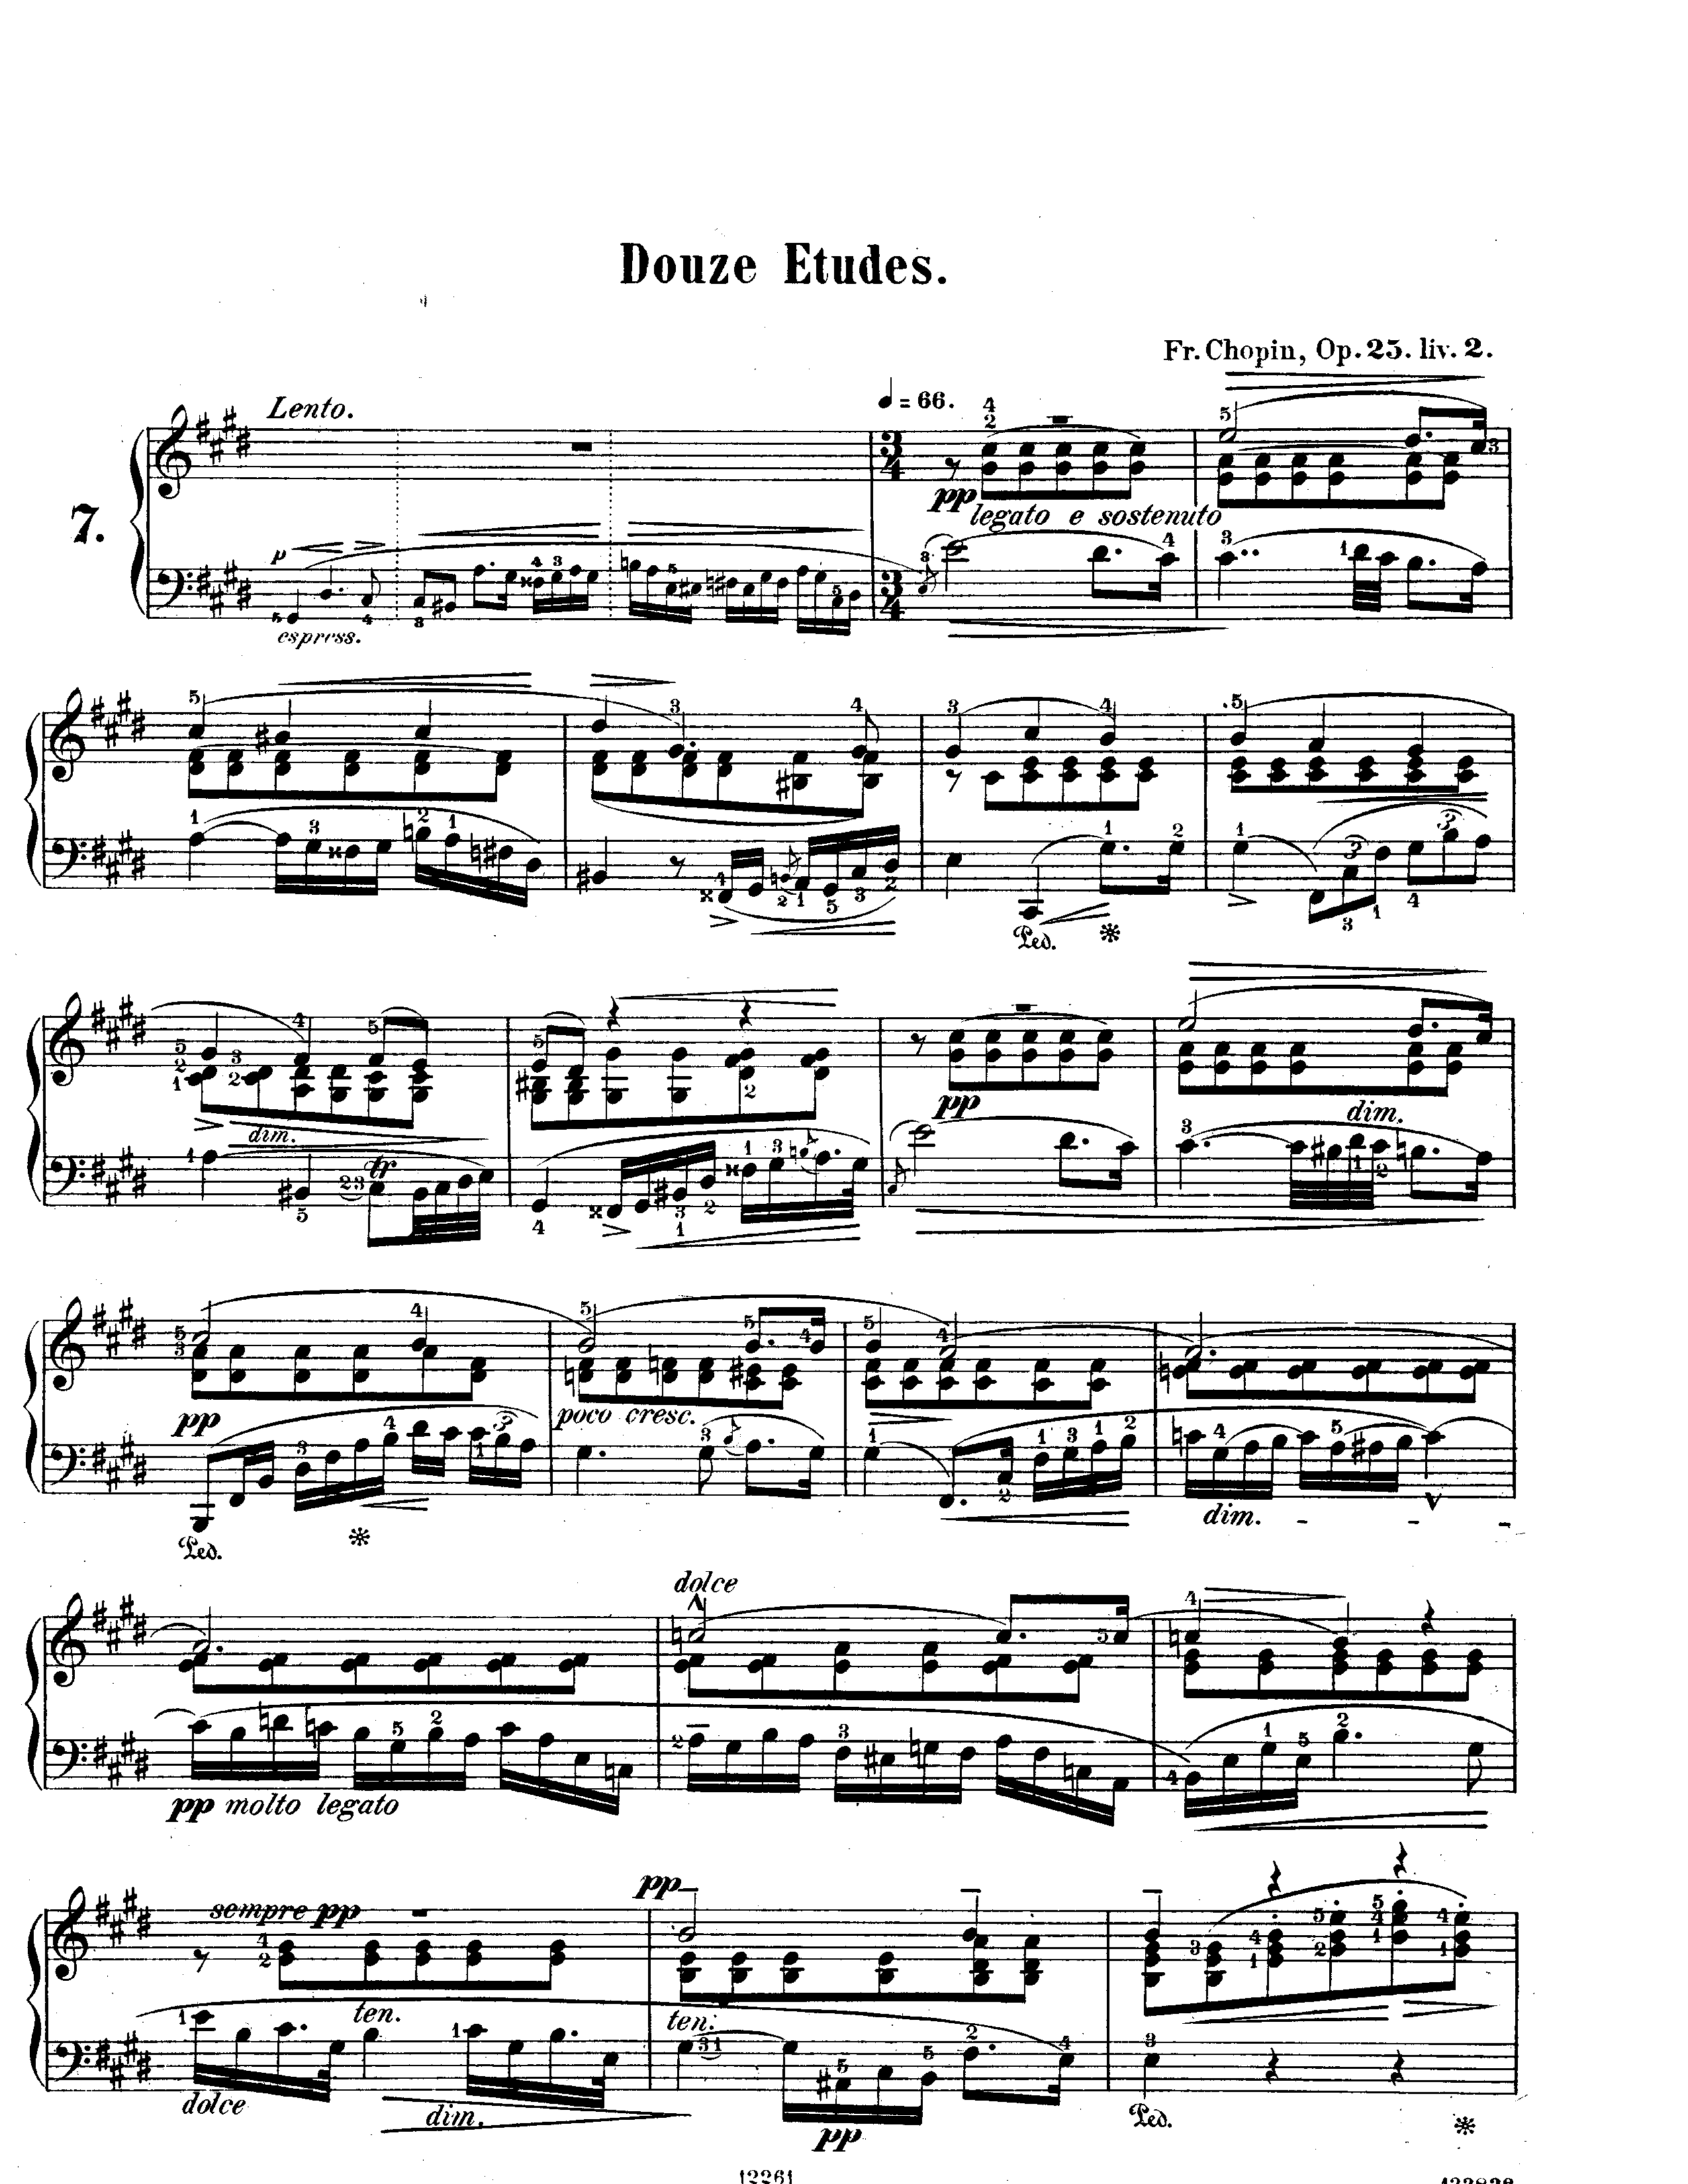 Douze Etudes.
Fr. Chopin, Op. 25. liv. 2.
Lento.
♩ = 66.
7.
pp
legato e sostenuto
p
espress.
Ped.
dim.
tr
pp
dim.
pp
poco cresc.
Ped.
dim.
dolce
pp molto legato
pp
sempre pp
ten.
ten.
dolce
dim.
pp
Ped.
12261